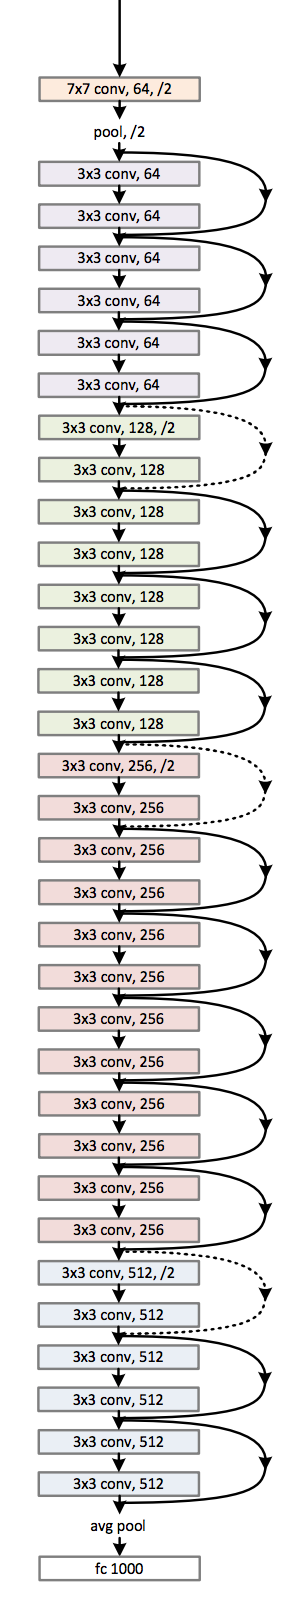 7x7 conv, 64, /2
pool, /2
3x3 conv, 64
3x3 conv, 64
3x3 conv, 64
3x3 conv, 64
3x3 conv, 64
3x3 conv, 64
3x3 conv, 128, /2
3x3 conv, 128
3x3 conv, 128
3x3 conv, 128
3x3 conv, 128
3x3 conv, 128
3x3 conv, 128
3x3 conv, 128
3x3 conv, 256, /2
3x3 conv, 256
3x3 conv, 256
3x3 conv, 256
3x3 conv, 256
3x3 conv, 256
3x3 conv, 256
3x3 conv, 256
3x3 conv, 256
3x3 conv, 256
3x3 conv, 256
3x3 conv, 256
3x3 conv, 512, /2
3x3 conv, 512
3x3 conv, 512
3x3 conv, 512
3x3 conv, 512
3x3 conv, 512
avg pool
fc 1000